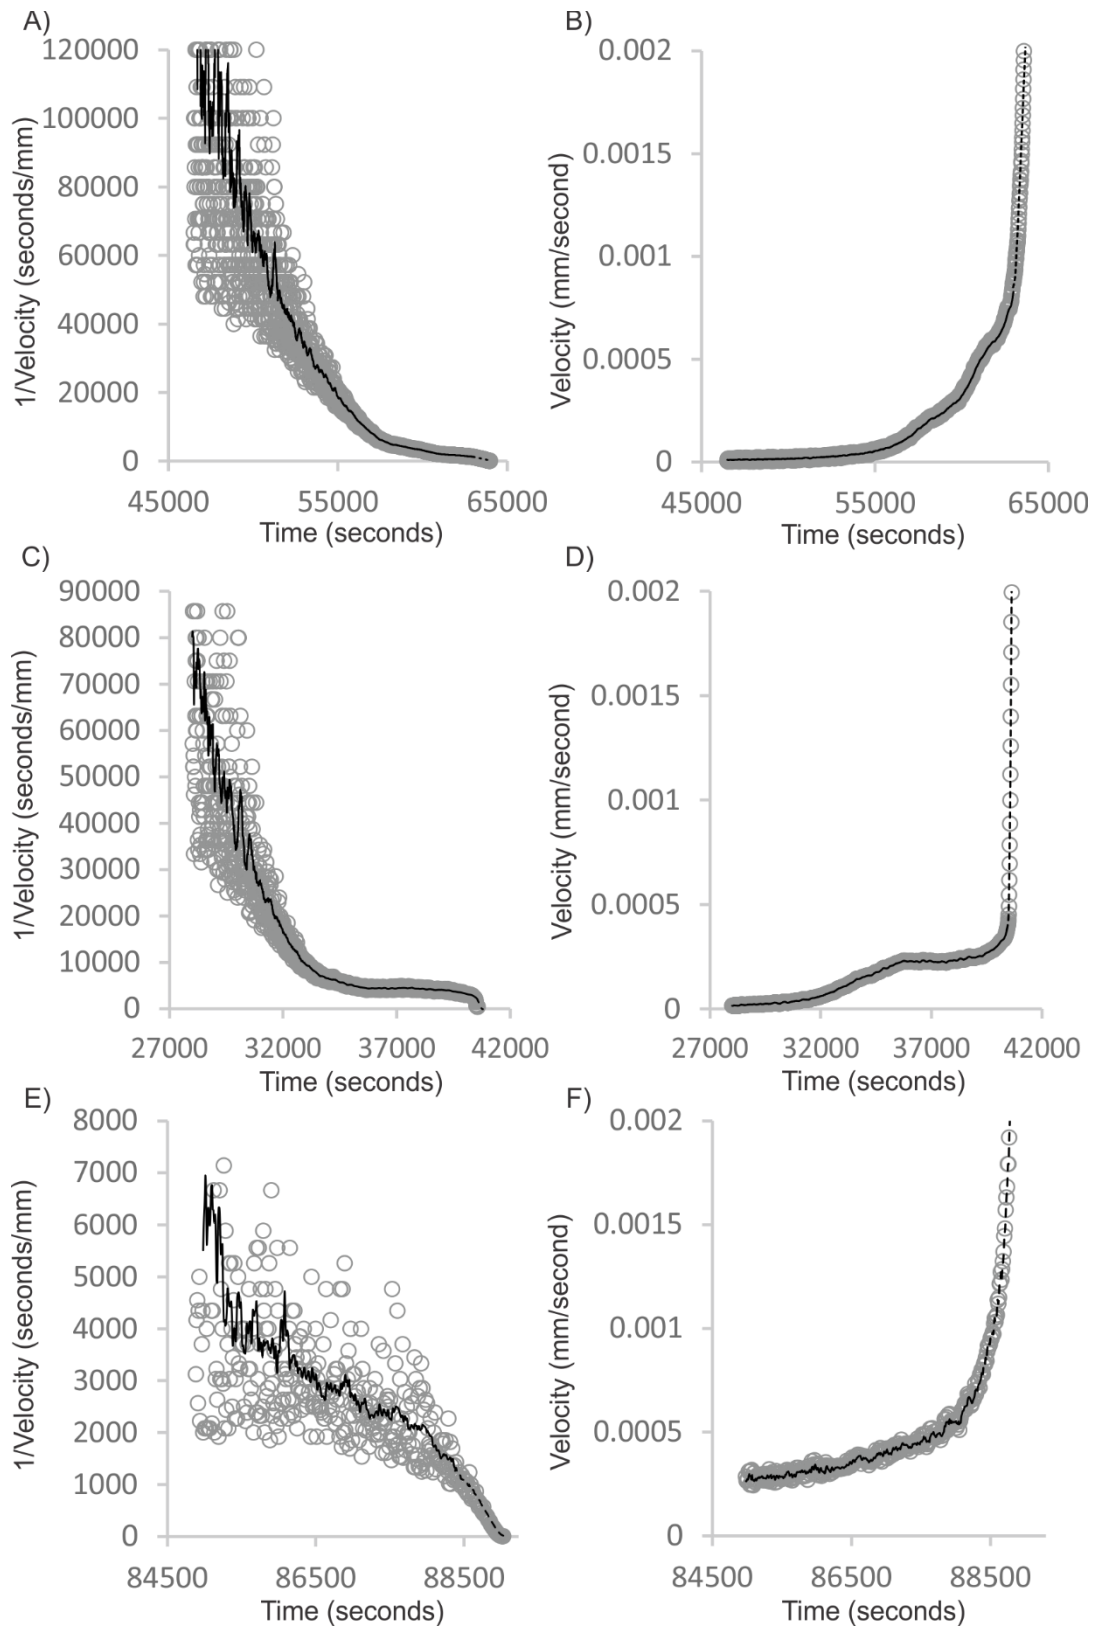 A)
1/Velocity (seconds/mm)
120000
100000
80000
60000
40000
20000
0
45000 55000 65000
Time (seconds)
B)
Velocity (mm/second)
0.002
0.0015
0.001
0.0005
0
45000 55000 65000
Time (seconds)
C)
1/Velocity (seconds/mm)
90000
80000
70000
60000
50000
40000
30000
20000
10000
0
27000 32000 37000 42000
Time (seconds)
D)
Velocity (mm/second)
0.002
0.0015
0.001
0.0005
0
27000 32000 37000 42000
Time (seconds)
E)
1/Velocity (seconds/mm)
8000
7000
6000
5000
4000
3000
2000
1000
0
84500 86500 88500
Time (seconds)
F)
Velocity (mm/second)
0.002
0.0015
0.001
0.0005
0
84500 86500 88500
Time (seconds)